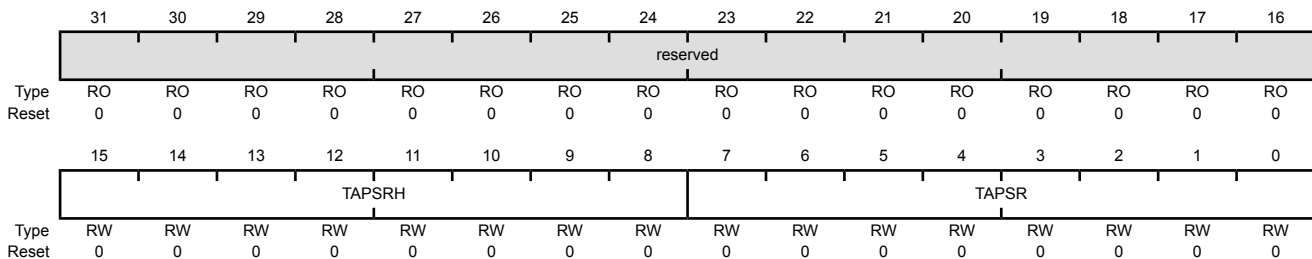 31 30 29 28 27 26 25 24 23 22 21 20 19 18 17 16
reserved
Type RO RO RO RO RO RO RO RO RO RO RO RO RO RO RO RO
Reset 0 0 0 0 0 0 0 0 0 0 0 0 0 0 0 0
15 14 13 12 11 10 9 8 7 6 5 4 3 2 1 0
TAPSRH TAPSR
Type RW RW RW RW RW RW RW RW RW RW RW RW RW RW RW RW
Reset 0 0 0 0 0 0 0 0 0 0 0 0 0 0 0 0